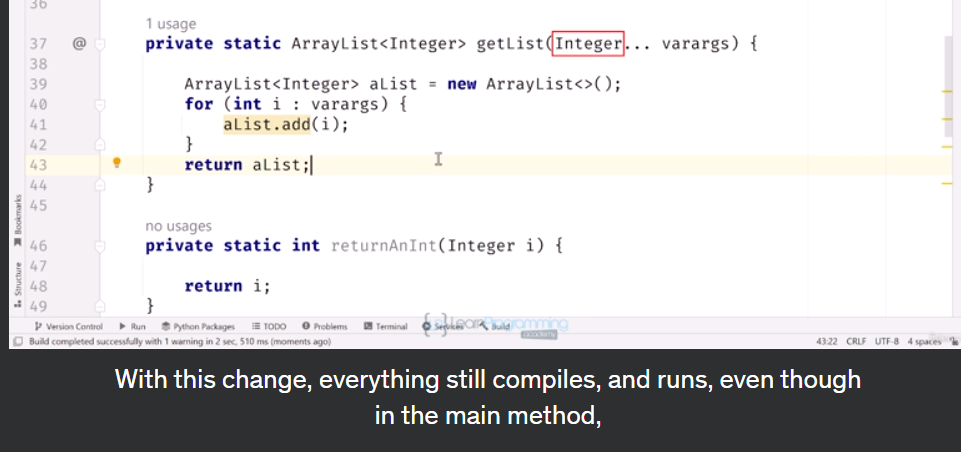 36
1 usage
37 @ private static ArrayList<Integer> getList(Integer... varargs) {
38
39 ArrayList<Integer> aList = new ArrayList<>();
40 for (int i : varargs) {
41 aList.add(i);
42 }
43 return aList;
44 }
45
no usages
46 private static int returnAnInt(Integer i) {
47
48 return i;
49 }
Bookmarks
Structure
Version Control Run Python Packages TODO Problems Terminal Services Build
LearnProgramming
academy
Build completed successfully with 1 warning in 2 sec, 510 ms (moments ago) 43:22 CRLF UTF-8 4 spaces
With this change, everything still compiles, and runs, even though
in the main method,